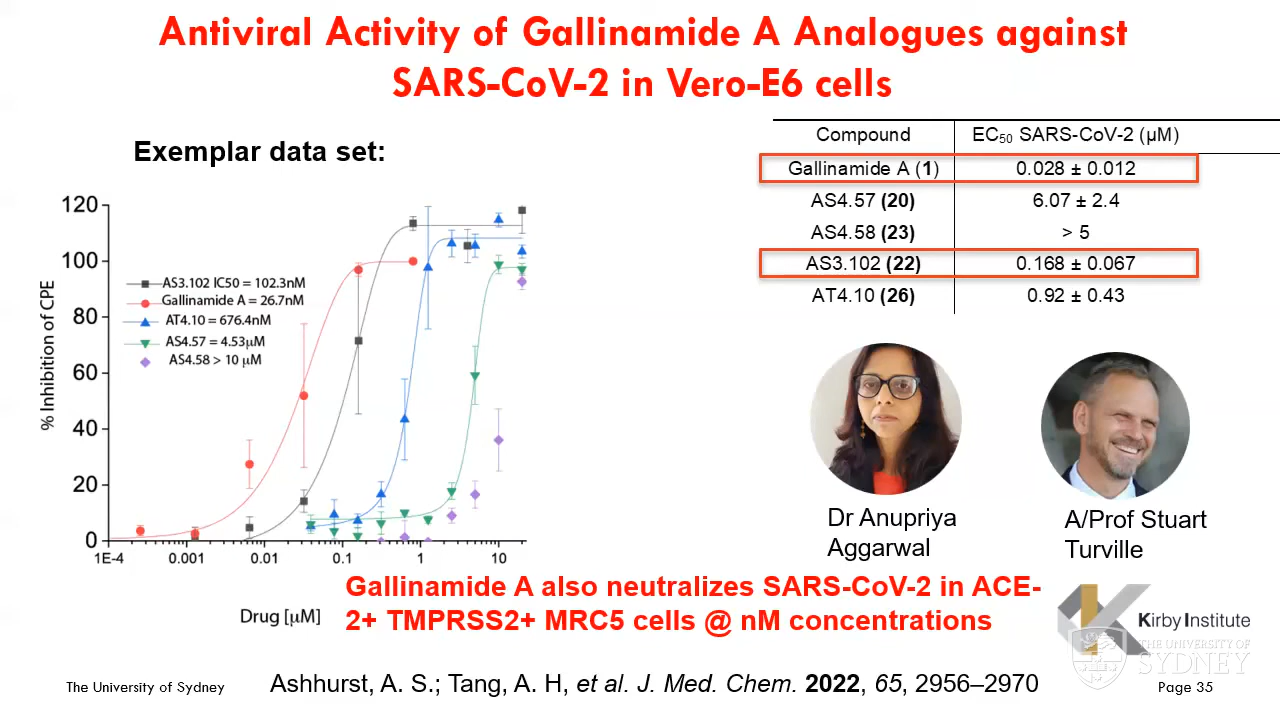 Antiviral Activity of Gallinamide A Analogues against
SARS-CoV-2 in Vero-E6 cells
Exemplar data set:
Compound EC50 SARS-CoV-2 (µM)
Gallinamide A (1) 0.028 ± 0.012
AS4.57 (20) 6.07 ± 2.4
AS4.58 (23) > 5
AS3.102 (22) 0.168 ± 0.067
AT4.10 (26) 0.92 ± 0.43
% Inhibition of CPE
120
100
80
60
40
20
0
AS3.102 IC50 = 102.3nM
Gallinamide A = 26.7nM
AT4.10 = 676.4nM
AS4.57 = 4.53µM
AS4.58 > 10 µM
1E-4 0.001 0.01 0.1 1 10
Drug [µM]
Dr Anupriya
Aggarwal
A/Prof Stuart
Turville
Gallinamide A also neutralizes SARS-CoV-2 in ACE-
2+ TMPRSS2+ MRC5 cells @ nM concentrations
Kirby Institute
THE UNIVERSITY OF
SYDNEY
The University of Sydney
Ashhurst, A. S.; Tang, A. H, et al. J. Med. Chem. 2022, 65, 2956–2970
Page 35